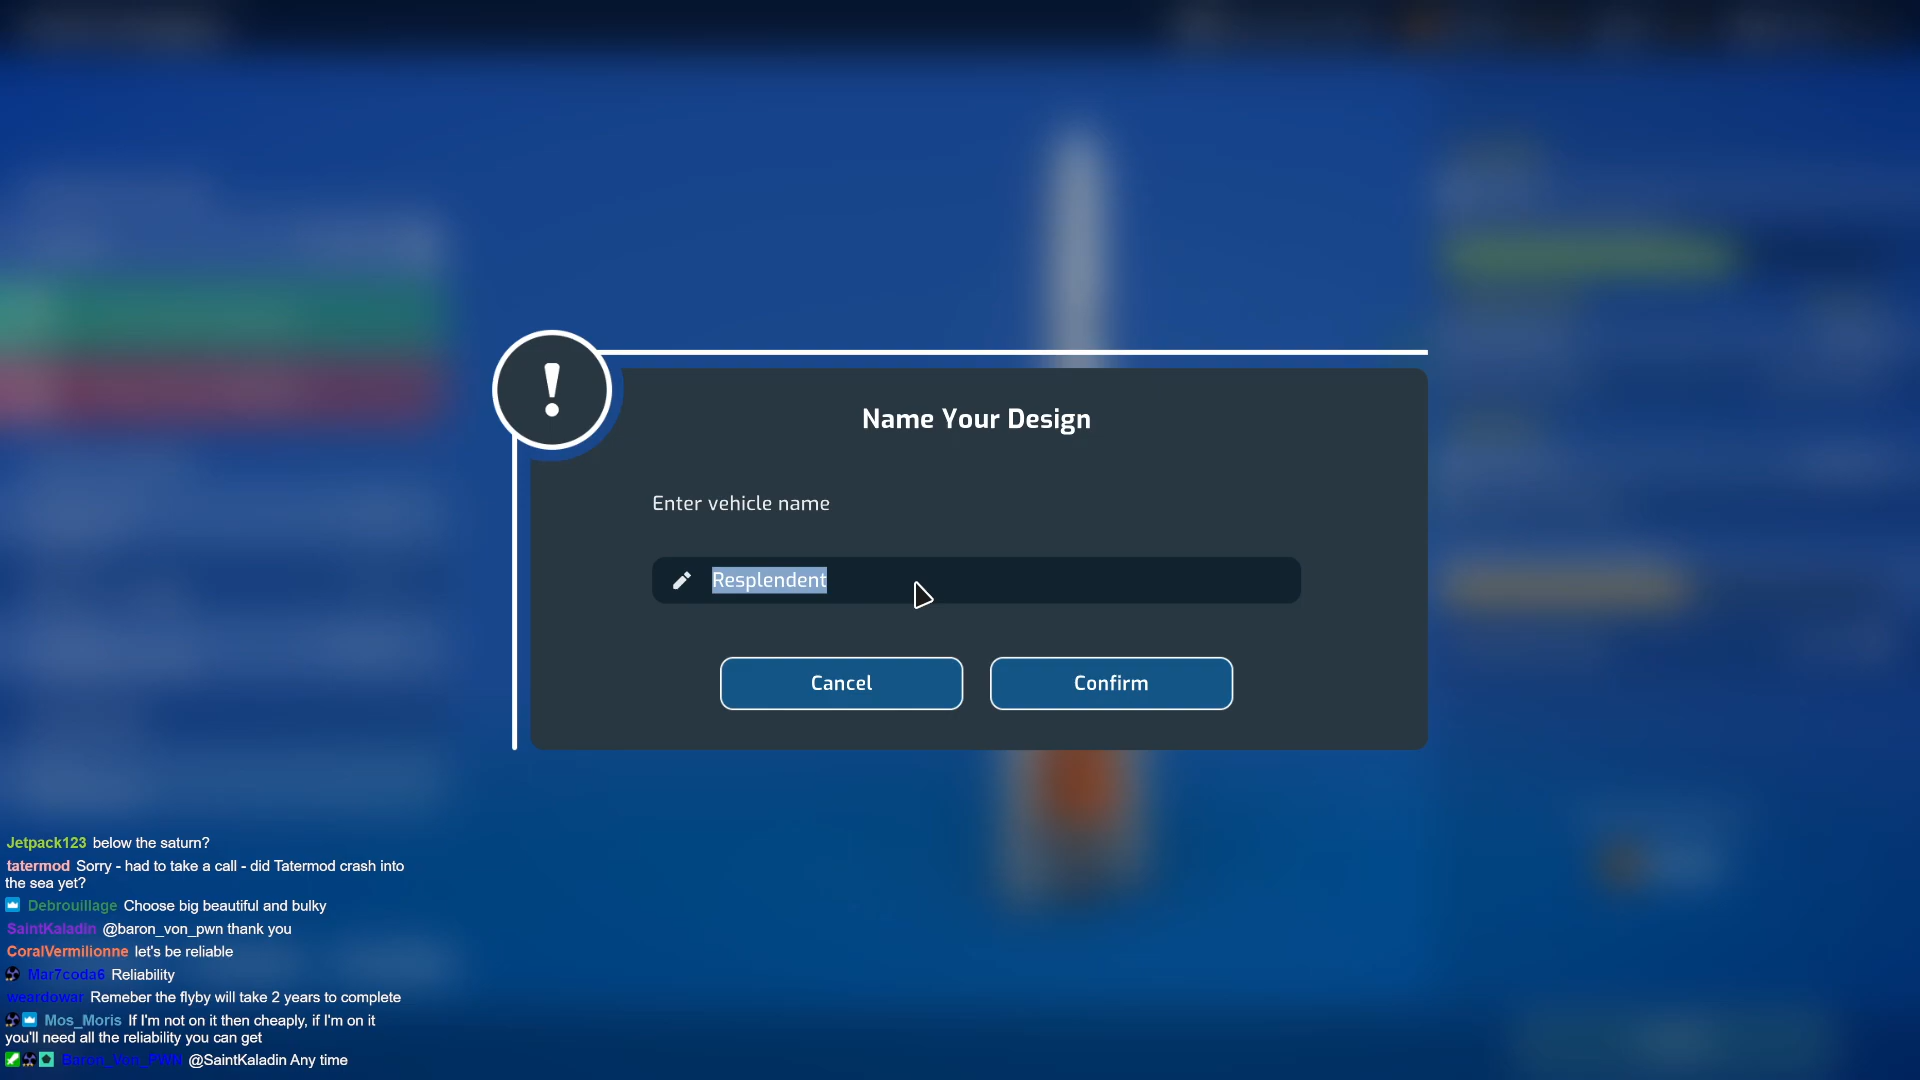 !
Name Your Design
Enter vehicle name
Resplendent
Cancel
Confirm
Jetpack123 below the saturn?
tatermod Sorry - had to take a call - did Tatermod crash into
the sea yet?
Debrouillage Choose big beautiful and bulky
SaintKaladin @baron_von_pwn thank you
CoralVermilionne let's be reliable
Mar7coda6 Reliability
weardowar Remeber the flyby will take 2 years to complete
Mos_Moris If I'm not on it then cheaply, if I'm on it
you'll need all the reliability you can get
Baron_Von_PWN @SaintKaladin Any time